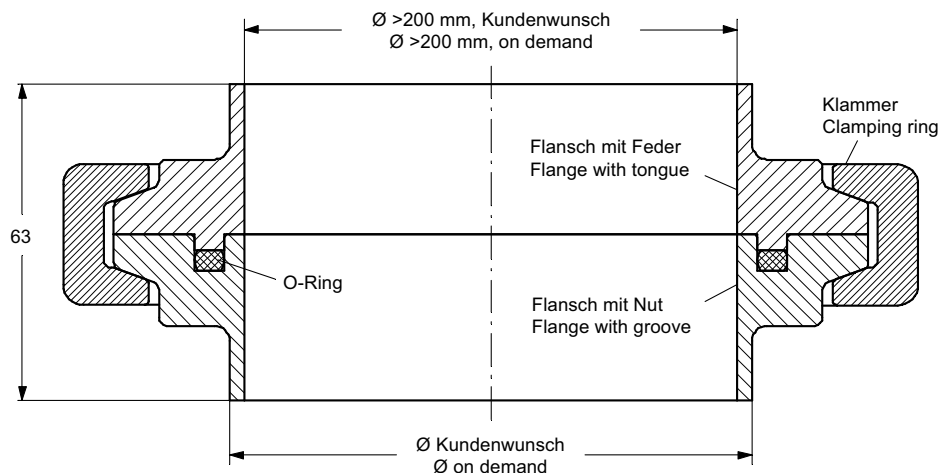 Ø >200 mm, Kundenwunsch
Ø >200 mm, on demand
Klammer
Clamping ring
Flansch mit Feder
Flange with tongue
63
O-Ring
Flansch mit Nut
Flange with groove
Ø Kundenwunsch
Ø on demand